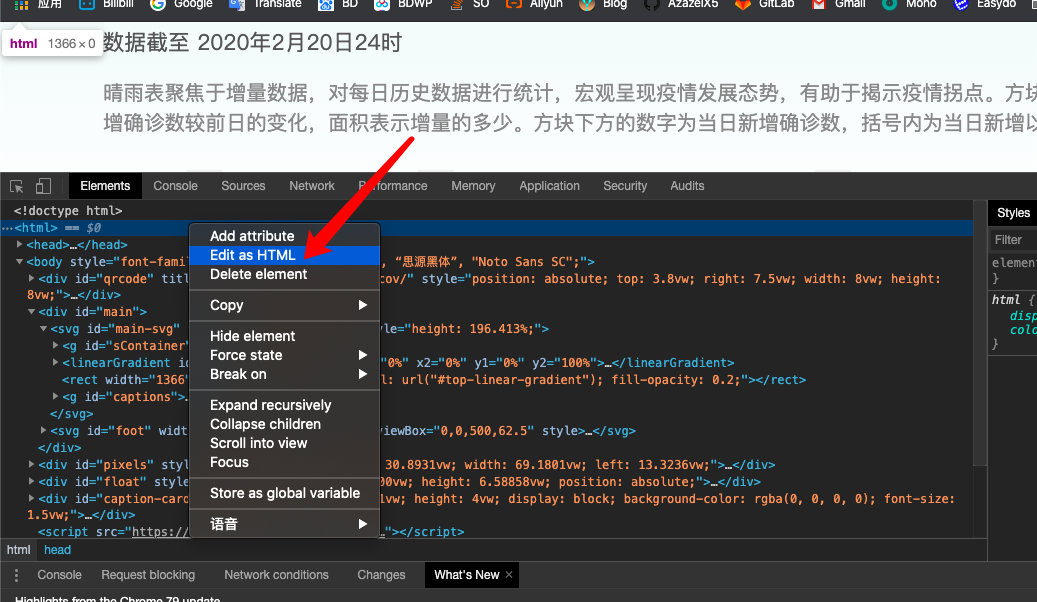 应用 Bilibili Google Translate BD BDWP SO Aliyun Blog AzazelX5 GitLab Gmail Mono Easydo
html 1366 × 0
数据截至 2020年2月20日24时
晴雨表聚焦于增量数据，对每日历史数据进行统计，宏观呈现疫情发展态势，有助于揭示疫情拐点。方块
增确诊数较前日的变化，面积表示增量的多少。方块下方的数字为当日新增确诊数，括号内为当日新增以
Elements Console Sources Network Performance Memory Application Security Audits
<!doctype html>
<html> == $0
<head>…</head>
<body style="font-famil , “思源黑体”, "Noto Sans SC";">
<div id="qrcode" titl cov/" style="position: absolute; top: 3.8vw; right: 7.5vw; width: 8vw; height:
8vw;">…</div>
<div id="main">
<svg id="main-svg" yle="height: 196.413%;">
<g id="sContainer"
<linearGradient id "0%" x2="0%" y1="0%" y2="100%">…</linearGradient>
<rect width="1366" l: url("#top-linear-gradient"); fill-opacity: 0.2;"></rect>
<g id="captions">…
</svg>
<svg id="foot" widt viewBox="0,0,500,62.5" style>…</svg>
</div>
<div id="pixels" styl 30.8931vw; width: 69.1801vw; left: 13.3236vw;">…</div>
<div id="float" style 00vw; height: 6.58858vw; position: absolute;">…</div>
<div id="caption-card 1vw; height: 4vw; display: block; background-color: rgba(0, 0, 0, 0); font-size:
1.5vw;">…</div>
<script src="https:// …"></script>
Add attribute
Edit as HTML
Delete element
Copy
Hide element
Force state
Break on
Expand recursively
Collapse children
Scroll into view
Focus
Store as global variable
语音
Styles
Filter
elemen
}
html {
disp
colo
}
html head
Console Request blocking Network conditions Changes What's New ×
Highlights from the Chrome 79 update